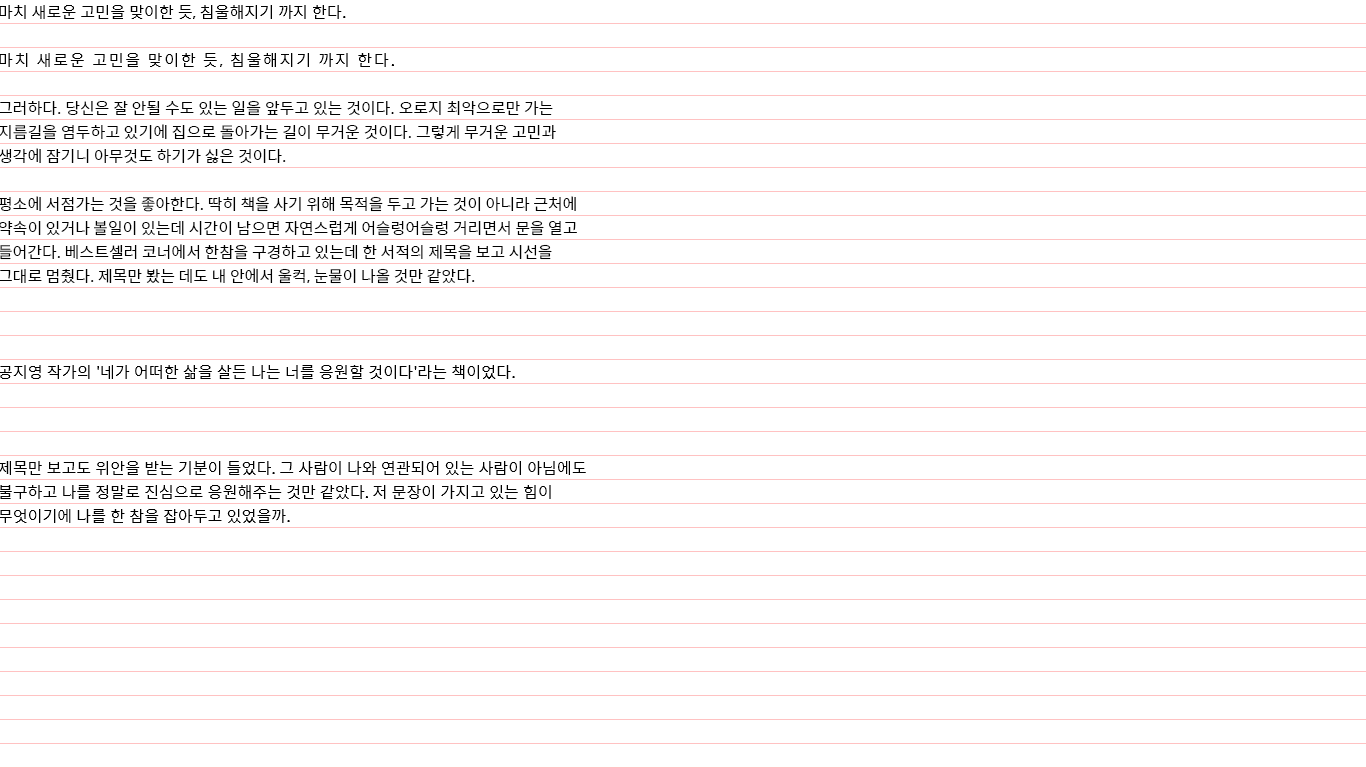 마치 새로운 고민을 맞이한 듯, 침울해지기 까지 한다.
마치 새로운 고민을 맞이한 듯, 침울해지기 까지 한다.
그러하다. 당신은 잘 안될 수도 있는 일을 앞두고 있는 것이다. 오로지 최악으로만 가는
지름길을 염두하고 있기에 집으로 돌아가는 길이 무거운 것이다. 그렇게 무거운 고민과
생각에 잠기니 아무것도 하기가 싫은 것이다.
평소에 서점가는 것을 좋아한다. 딱히 책을 사기 위해 목적을 두고 가는 것이 아니라 근처에
약속이 있거나 볼일이 있는데 시간이 남으면 자연스럽게 어슬렁어슬렁 거리면서 문을 열고
들어간다. 베스트셀러 코너에서 한참을 구경하고 있는데 한 서적의 제목을 보고 시선을
그대로 멈췄다. 제목만 봤는 데도 내 안에서 울컥, 눈물이 나올 것만 같았다.
공지영 작가의 '네가 어떠한 삶을 살든 나는 너를 응원할 것이다'라는 책이었다.
제목만 보고도 위안을 받는 기분이 들었다. 그 사람이 나와 연관되어 있는 사람이 아님에도
불구하고 나를 정말로 진심으로 응원해주는 것만 같았다. 저 문장이 가지고 있는 힘이
무엇이기에 나를 한 참을 잡아두고 있었을까.